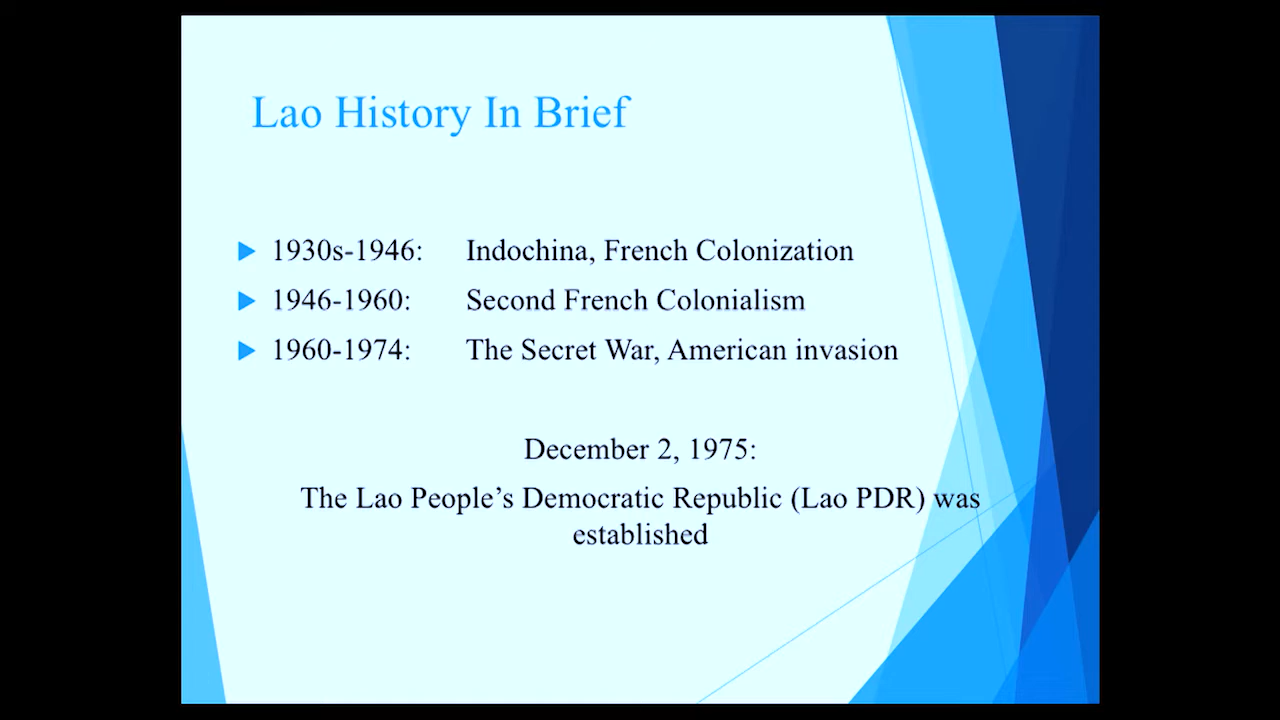 Lao History In Brief
1930s-1946: Indochina, French Colonization
1946-1960: Second French Colonialism
1960-1974: The Secret War, American invasion
December 2, 1975:
The Lao People’s Democratic Republic (Lao PDR) was
established